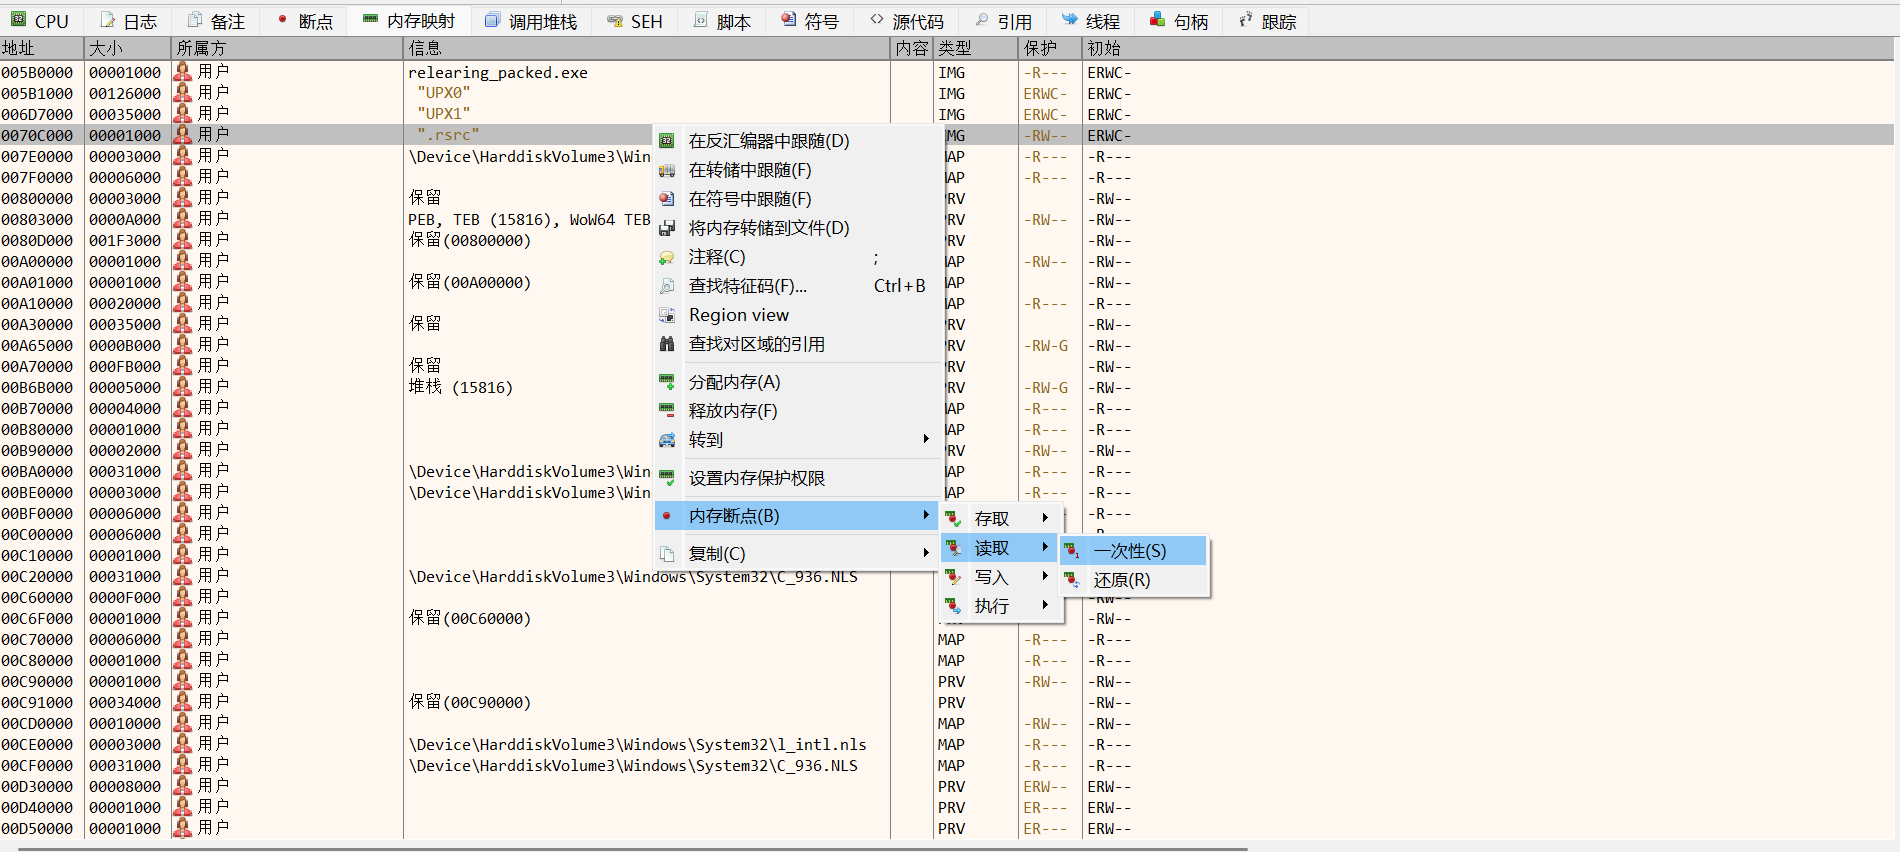 CPU 日志 备注 断点 内存映射 调用堆栈 SEH 脚本 符号 源代码 引用 线程 句柄 跟踪
地址 大小 所属方 信息 内容 类型 保护 初始
005B0000 00001000 用户 relearing_packed.exe IMG -R--- ERWC-
005B1000 00126000 用户 "UPX0" IMG ERWC- ERWC-
006D7000 00035000 用户 "UPX1" IMG ERWC- ERWC-
0070C000 00001000 用户 ".rsrc" MG -RW-- ERWC-
007E0000 00003000 用户 \Device\HarddiskVolume3\Win AP -R--- -R---
007F0000 00006000 用户 AP -R--- -R---
00800000 00003000 用户 保留 RV -RW--
00803000 0000A000 用户 PEB, TEB (15816), WoW64 TEB RV -RW-- -RW--
0080D000 001F3000 用户 保留(00800000) RV -RW--
00A00000 00001000 用户 AP -RW-- -RW--
00A01000 00001000 用户 保留(00A00000) AP -RW--
00A10000 00020000 用户 AP -R--- -R---
00A30000 00035000 用户 保留 RV -RW--
00A65000 0000B000 用户 RV -RW-G -RW--
00A70000 000FB000 用户 保留 RV -RW--
00B6B000 00005000 用户 堆栈 (15816) RV -RW-G -RW--
00B70000 00004000 用户 AP -R--- -R---
00B80000 00001000 用户 AP -R--- -R---
00B90000 00002000 用户 RV -RW-- -RW--
00BA0000 00031000 用户 \Device\HarddiskVolume3\Win AP -R--- -R---
00BE0000 00003000 用户 \Device\HarddiskVolume3\Win AP -R--- -R---
00BF0000 00006000 用户 -R---
00C00000 00006000 用户
00C10000 00001000 用户
00C20000 00031000 用户 \Device\HarddiskVolume3\Windows\System32\C_936.NLS
00C60000 0000F000 用户 -RW--
00C6F000 00001000 用户 保留(00C60000) -RW--
00C70000 00006000 用户 MAP -R--- -R---
00C80000 00001000 用户 MAP -R--- -R---
00C90000 00001000 用户 PRV -RW-- -RW--
00C91000 00034000 用户 保留(00C90000) PRV -RW--
00CD0000 00010000 用户 MAP -RW-- -RW--
00CE0000 00003000 用户 \Device\HarddiskVolume3\Windows\System32\l_intl.nls MAP -R--- -R---
00CF0000 00031000 用户 \Device\HarddiskVolume3\Windows\System32\C_936.NLS MAP -R--- -R---
00D30000 00008000 用户 PRV ERW-- ERW--
00D40000 00001000 用户 PRV ER--- ERW--
00D50000 00001000 用户 PRV ER--- ERW--
在反汇编器中跟随(D)
在转储中跟随(F)
在符号中跟随(F)
将内存转储到文件(D)
注释(C) ;
查找特征码(F)... Ctrl+B
Region view
查找对区域的引用
分配内存(A)
释放内存(F)
转到
设置内存保护权限
内存断点(B)
复制(C)
存取
读取
写入
执行
一次性(S)
还原(R)